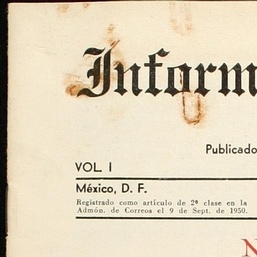 Inform
Publicado
VOL. I
México, D. F.
Registrado como artículo de 2ª clase en la
Admón. de Correos el 9 de Sept. de 1950.
N